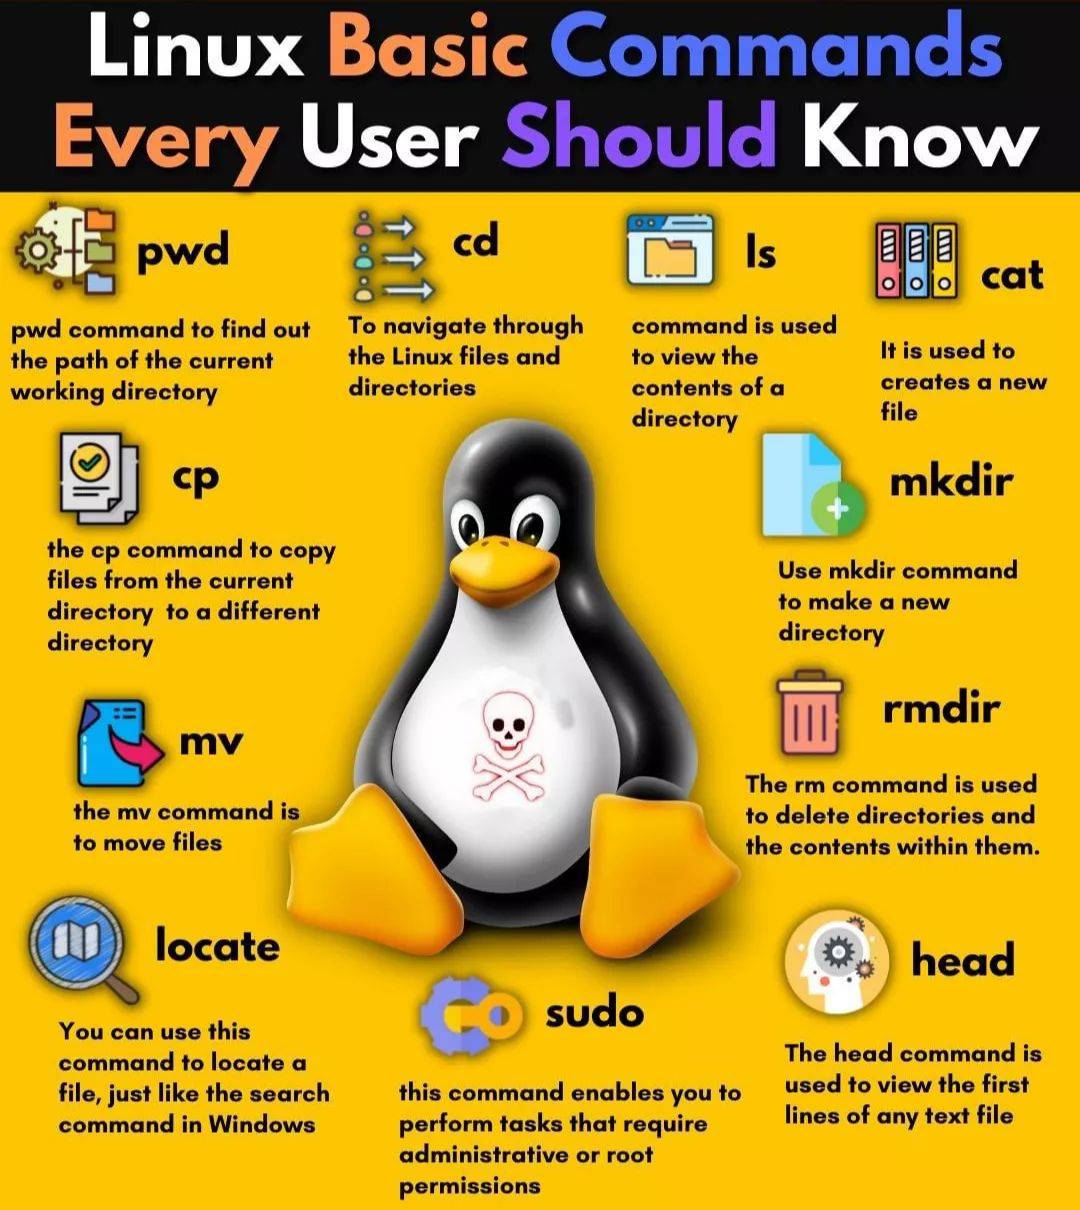 Linux Basic Commands
Every User Should Know
pwd
pwd command to find out
the path of the current
working directory
cd
To navigate through
the Linux files and
directories
ls
command is used
to view the
contents of a
directory
cat
It is used to
creates a new
file
cp
the cp command to copy
files from the current
directory to a different
directory
mkdir
Use mkdir command
to make a new
directory
mv
the mv command is
to move files
rmdir
The rm command is used
to delete directories and
the contents within them.
locate
You can use this
command to locate a
file, just like the search
command in Windows
sudo
this command enables you to
perform tasks that require
administrative or root
permissions
head
The head command is
used to view the first
lines of any text file